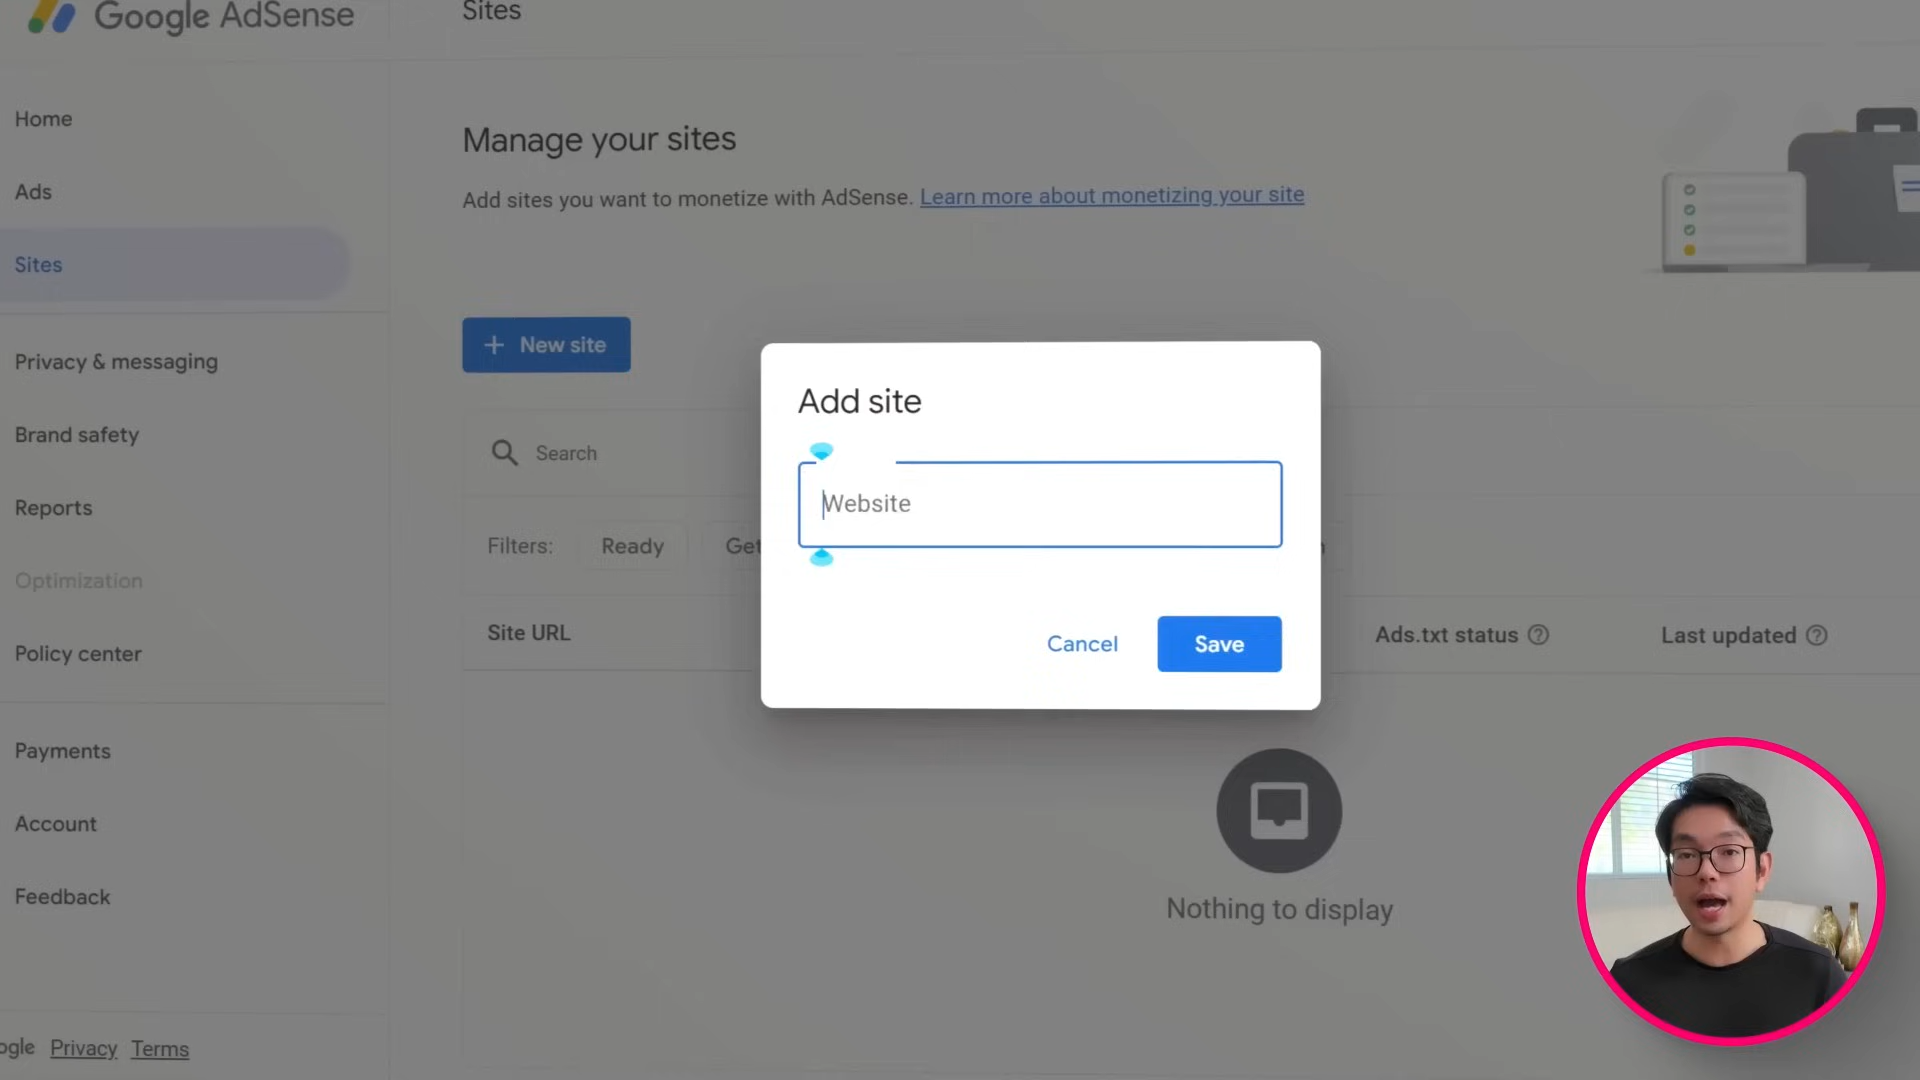 Google AdSense
Sites
Home
Ads
Sites
Privacy & messaging
Brand safety
Reports
Optimization
Policy center
Payments
Account
Feedback
Privacy Terms
Manage your sites
Add sites you want to monetize with AdSense. Learn more about monetizing your site
+ New site
Search
Filters: Ready
Site URL
Ads.txt status
Last updated
Nothing to display
Add site
Website
Cancel
Save